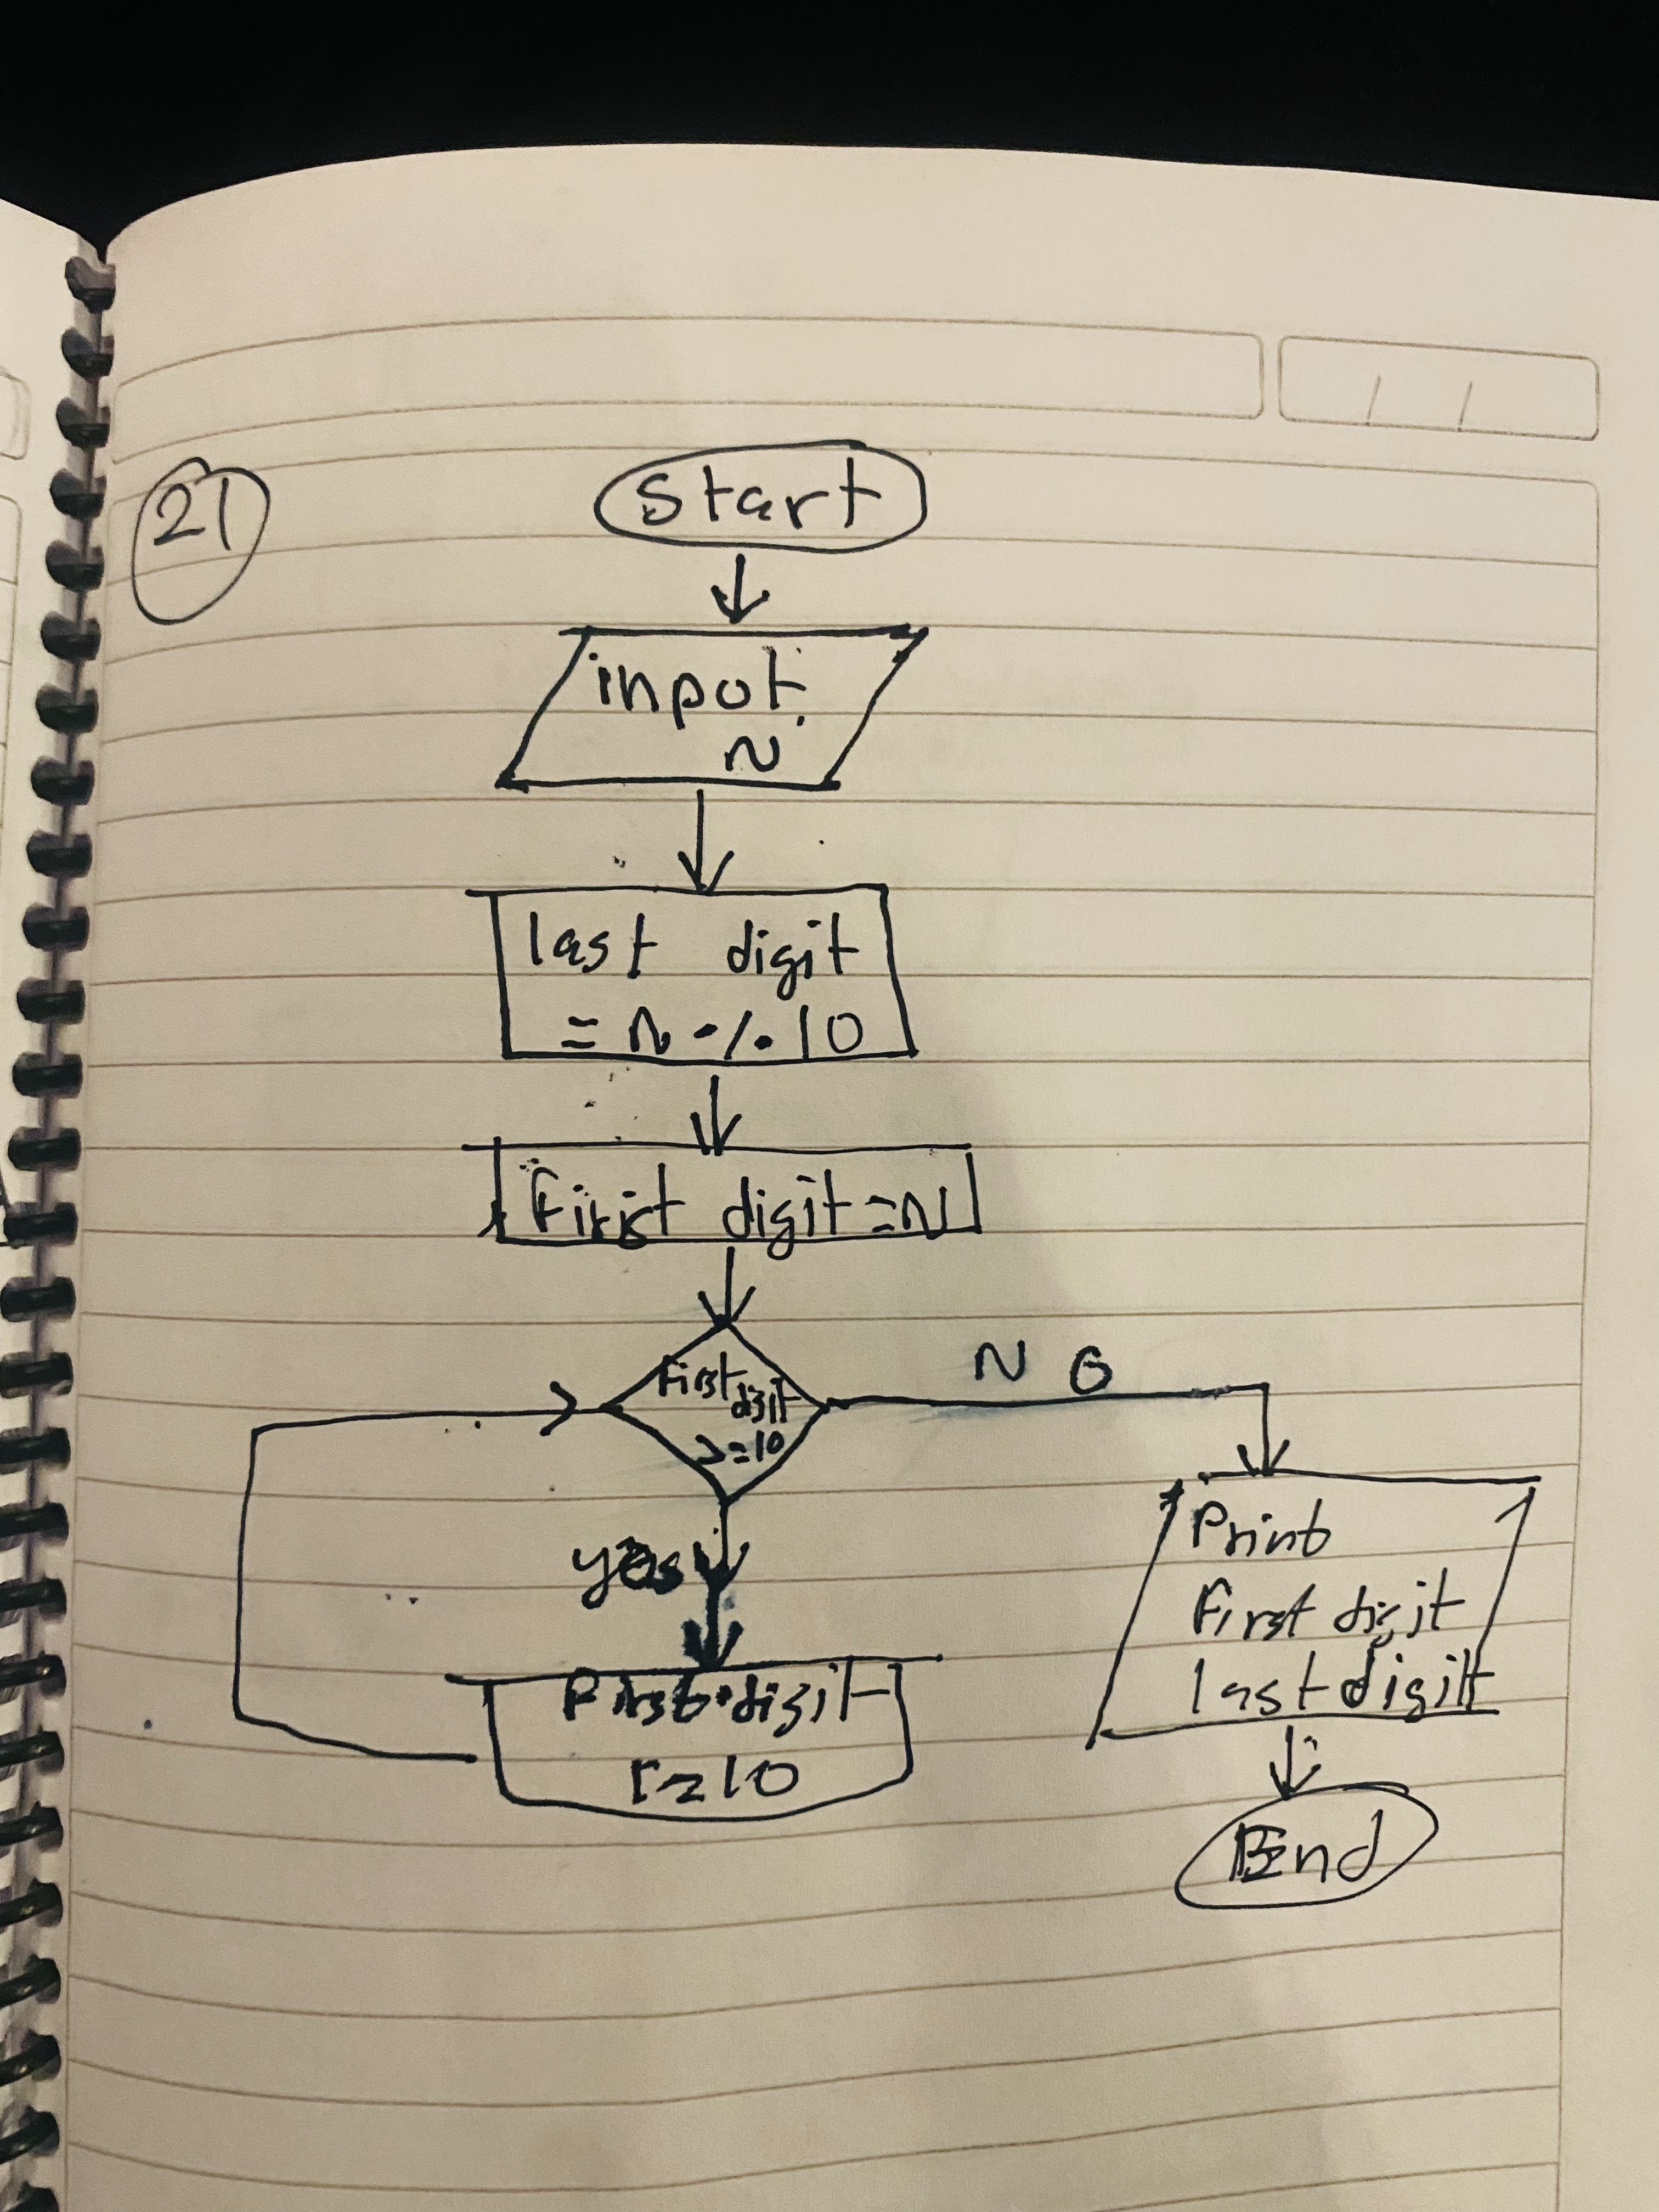 21
Start
input
N
last digit
= N % 10
First digit = N
First digit
>=10
NO
yes
First digit
Print
First digit
last digit
End